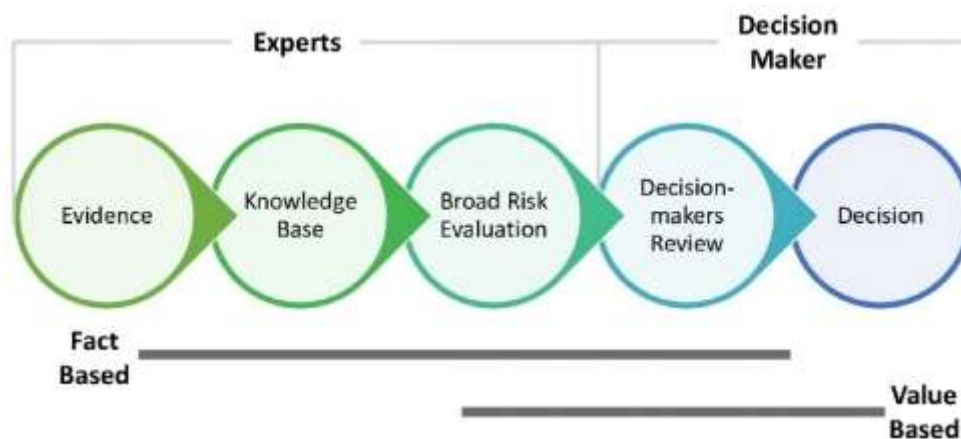 Experts
Decision
Maker
Evidence
Knowledge
Base
Broad Risk
Evaluation
Decision-
makers
Review
Decision
Fact
Based
Value
Based